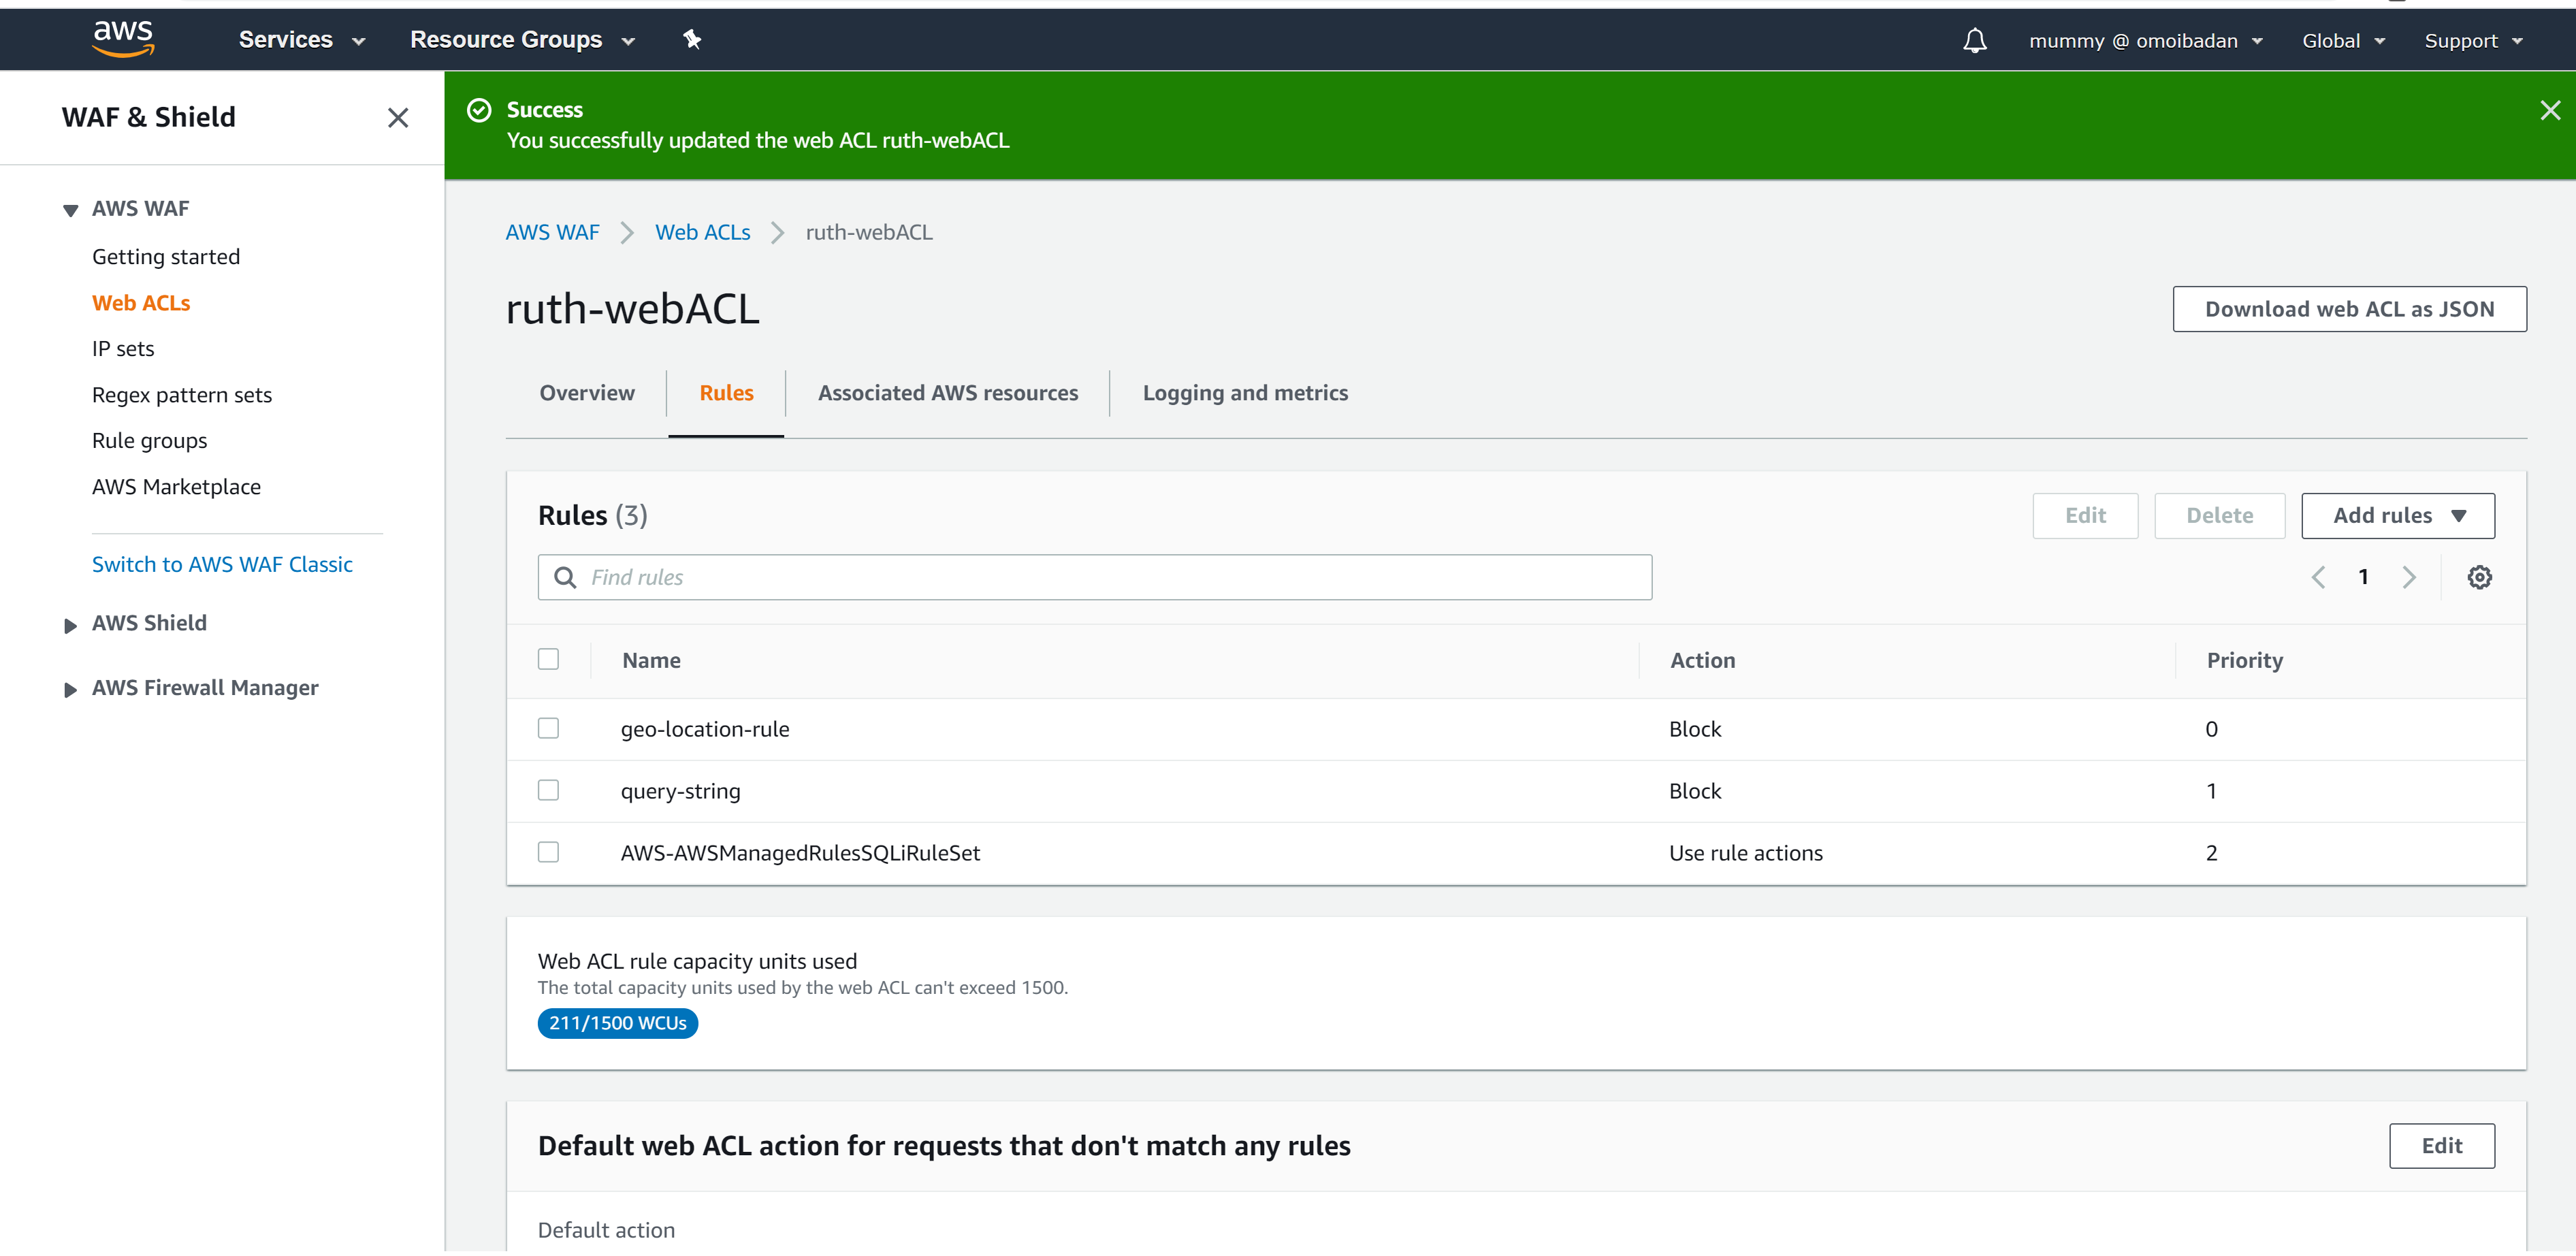 aws
Services
Resource Groups
mummy @ omoibadan
Global
Support
WAF & Shield
AWS WAF
Getting started
Web ACLs
IP sets
Regex pattern sets
Rule groups
AWS Marketplace
Switch to AWS WAF Classic
AWS Shield
AWS Firewall Manager
Success
You successfully updated the web ACL ruth-webACL
AWS WAF
Web ACLs
ruth-webACL
ruth-webACL
Download web ACL as JSON
Overview
Rules
Associated AWS resources
Logging and metrics
Rules (3)
Edit
Delete
Add rules
Find rules
1
Name Action Priority
geo-location-rule Block 0
query-string Block 1
AWS-AWSManagedRulesSQLiRuleSet Use rule actions 2
Web ACL rule capacity units used
The total capacity units used by the web ACL can't exceed 1500.
211/1500 WCUs
Default web ACL action for requests that don't match any rules
Edit
Default action